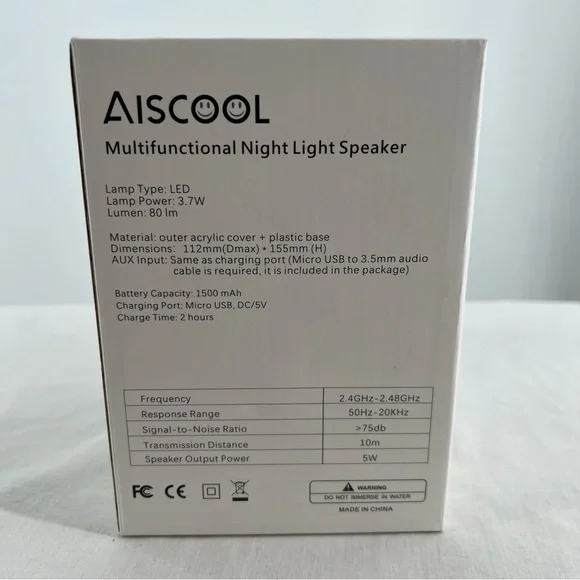 AISCOOL
Multifunctional Night Light Speaker
Lamp Type: LED
Lamp Power: 3.7W
Lumen: 80 lm
Material: outer acrylic cover + plastic base
Dimensions: 112mm(Dmax) * 155mm (H)
AUX Input: Same as charging port (Micro USB to 3.5mm audio
cable is required, it is included in the package)
Battery Capacity: 1500 mAh
Charging Port: Micro USB, DC/5V
Charge Time: 2 hours
Frequency 2.4GHz-2.48GHz
Response Range 50Hz-20KHz
Signal-to-Noise Ratio >75db
Transmission Distance 10m
Speaker Output Power 5W
FC CE
WARNING
DO NOT IMMERSE IN WATER
MADE IN CHINA